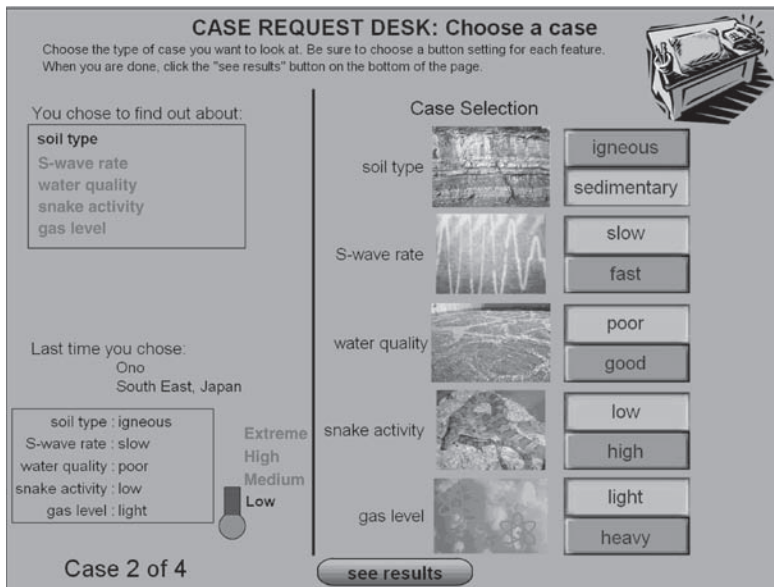 CASE REQUEST DESK: Choose a case
Choose the type of case you want to look at. Be sure to choose a button setting for each feature.
When you are done, click the "see results" button on the bottom of the page.
You chose to find out about:
soil type
S-wave rate
water quality
snake activity
gas level
Last time you chose:
Ono
South East, Japan
soil type : igneous
S-wave rate : slow
water quality : poor
snake activity : low
gas level : light
Extreme
High
Medium
Low
Case 2 of 4
Case Selection
soil type
igneous
sedimentary
S-wave rate
slow
fast
water quality
poor
good
snake activity
low
high
gas level
light
heavy
see results